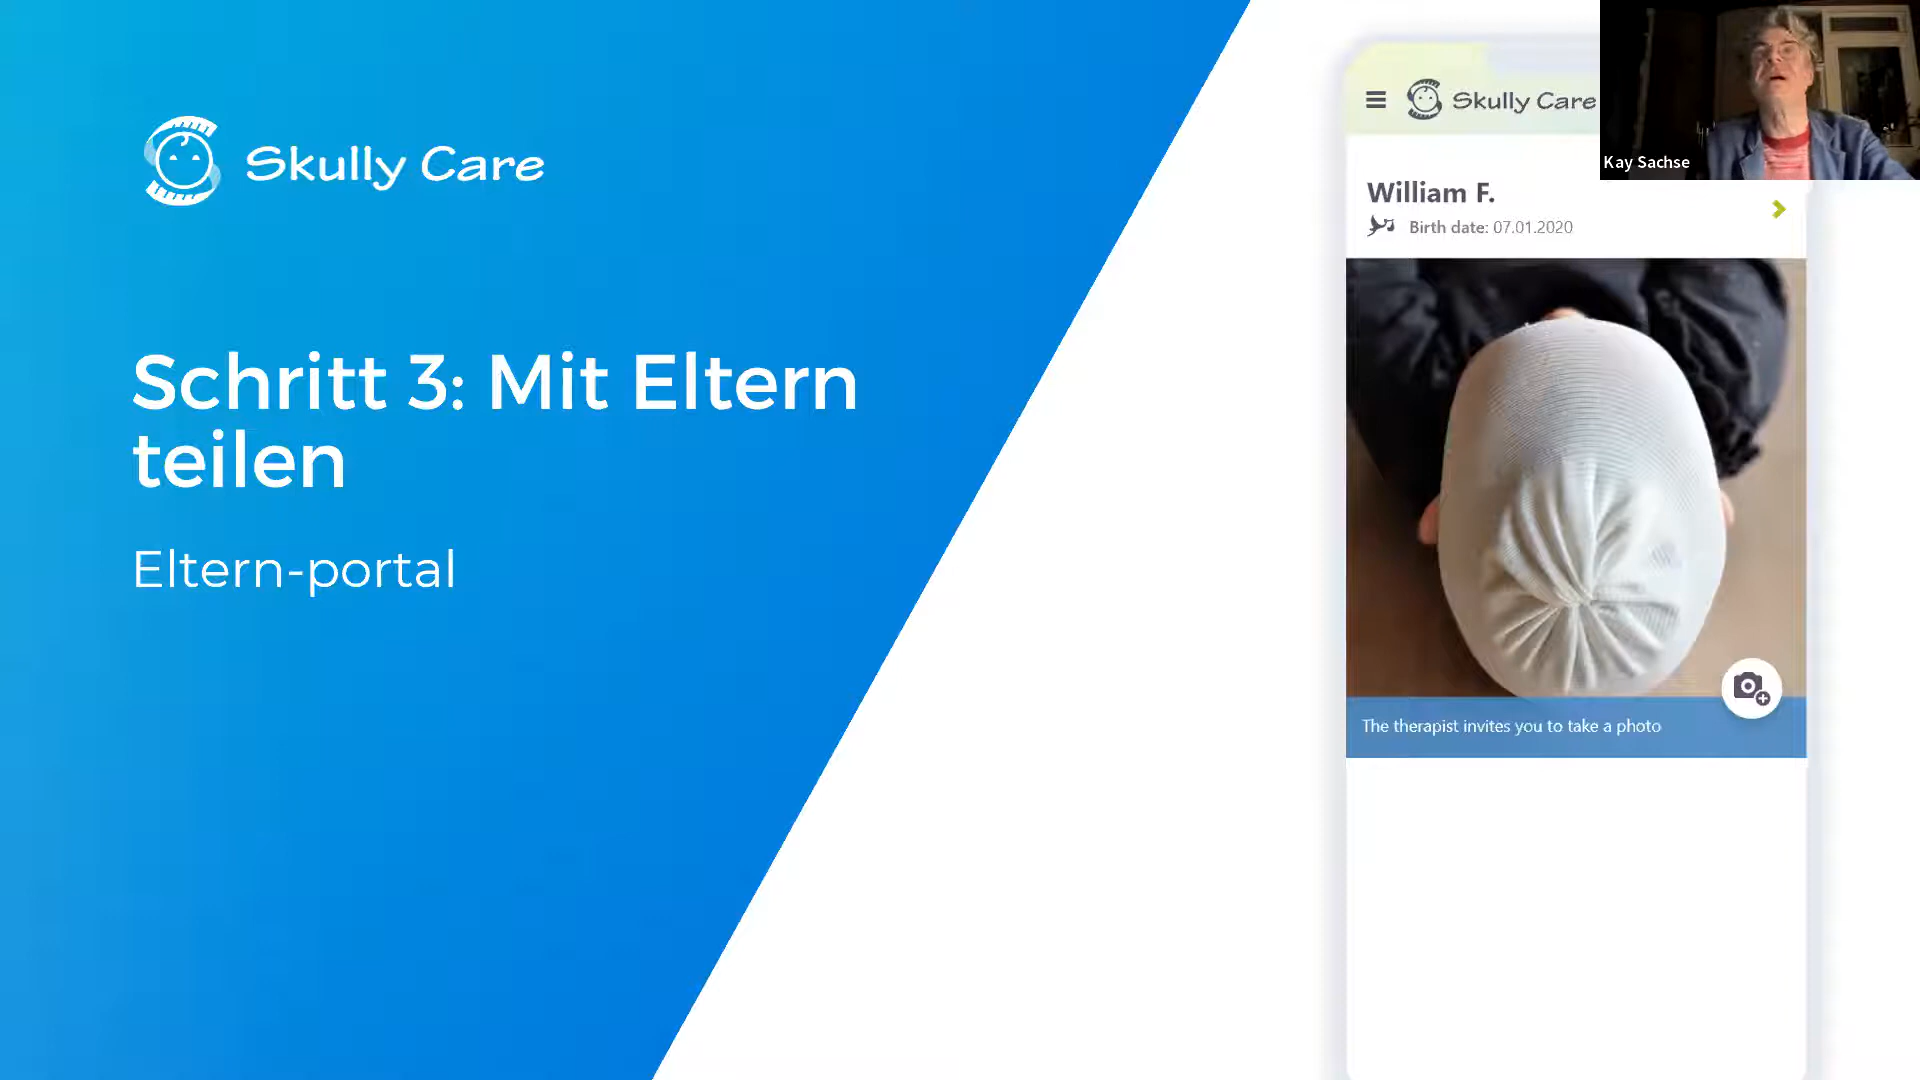 Skully Care
Schritt 3: Mit Eltern
teilen
Eltern-portal
Skully Care
Kay Sachse
William F.
Birth date: 07.01.2020
The therapist invites you to take a photo